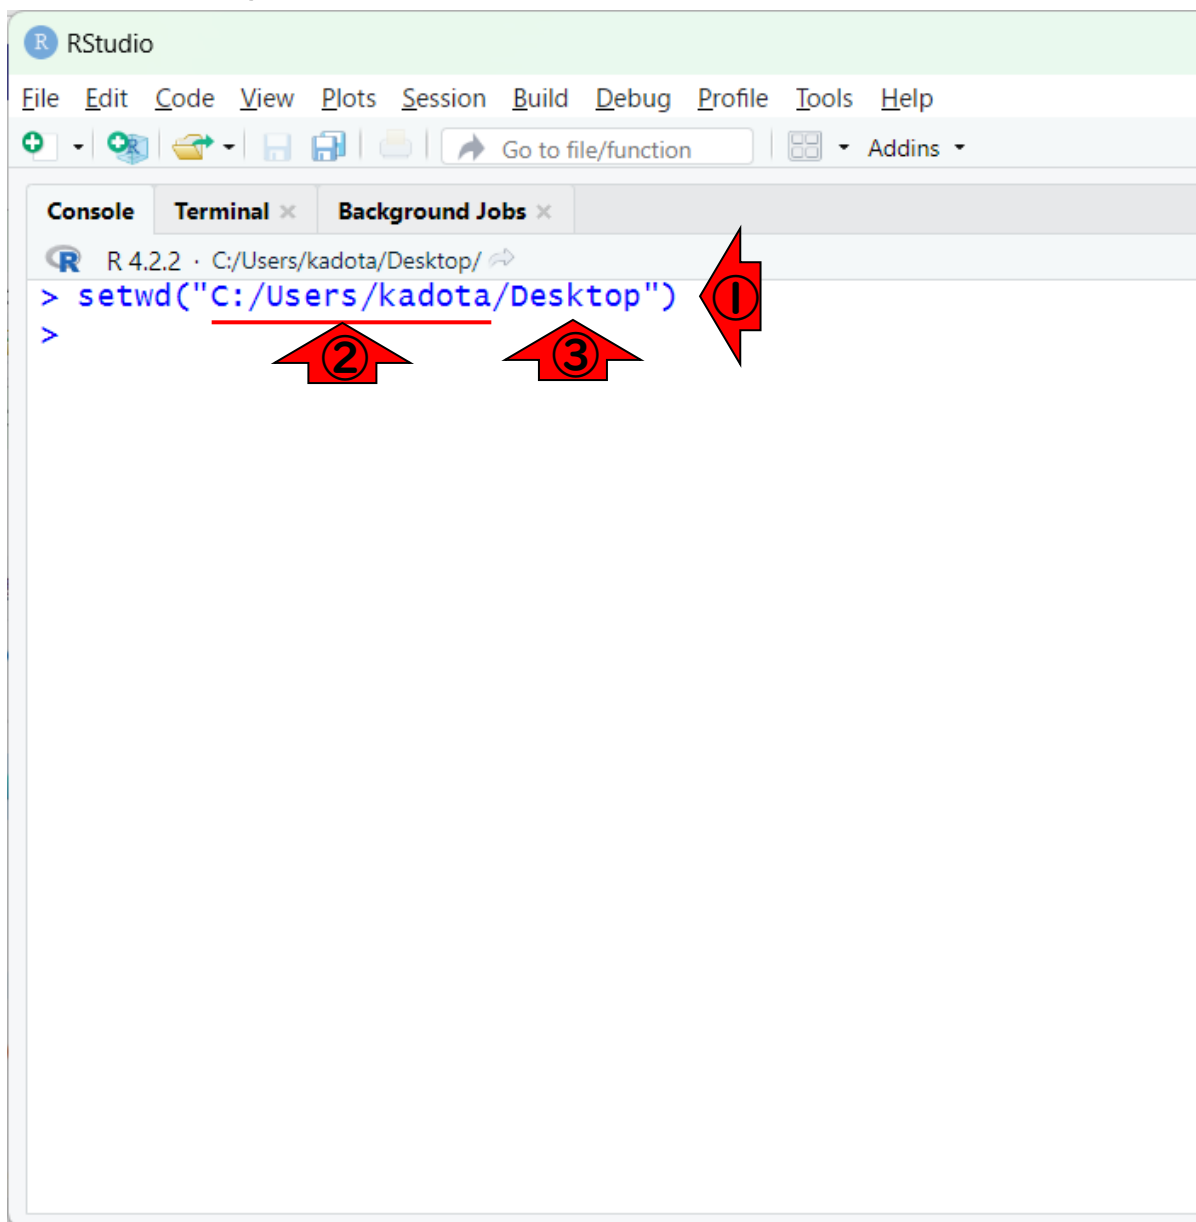 R RStudio
File Edit Code View Plots Session Build Debug Profile Tools Help
Go to file/function Addins
Console Terminal × Background Jobs ×
R R 4.2.2 · C:/Users/kadota/Desktop/
> setwd("C:/Users/kadota/Desktop") ①
>
② ③